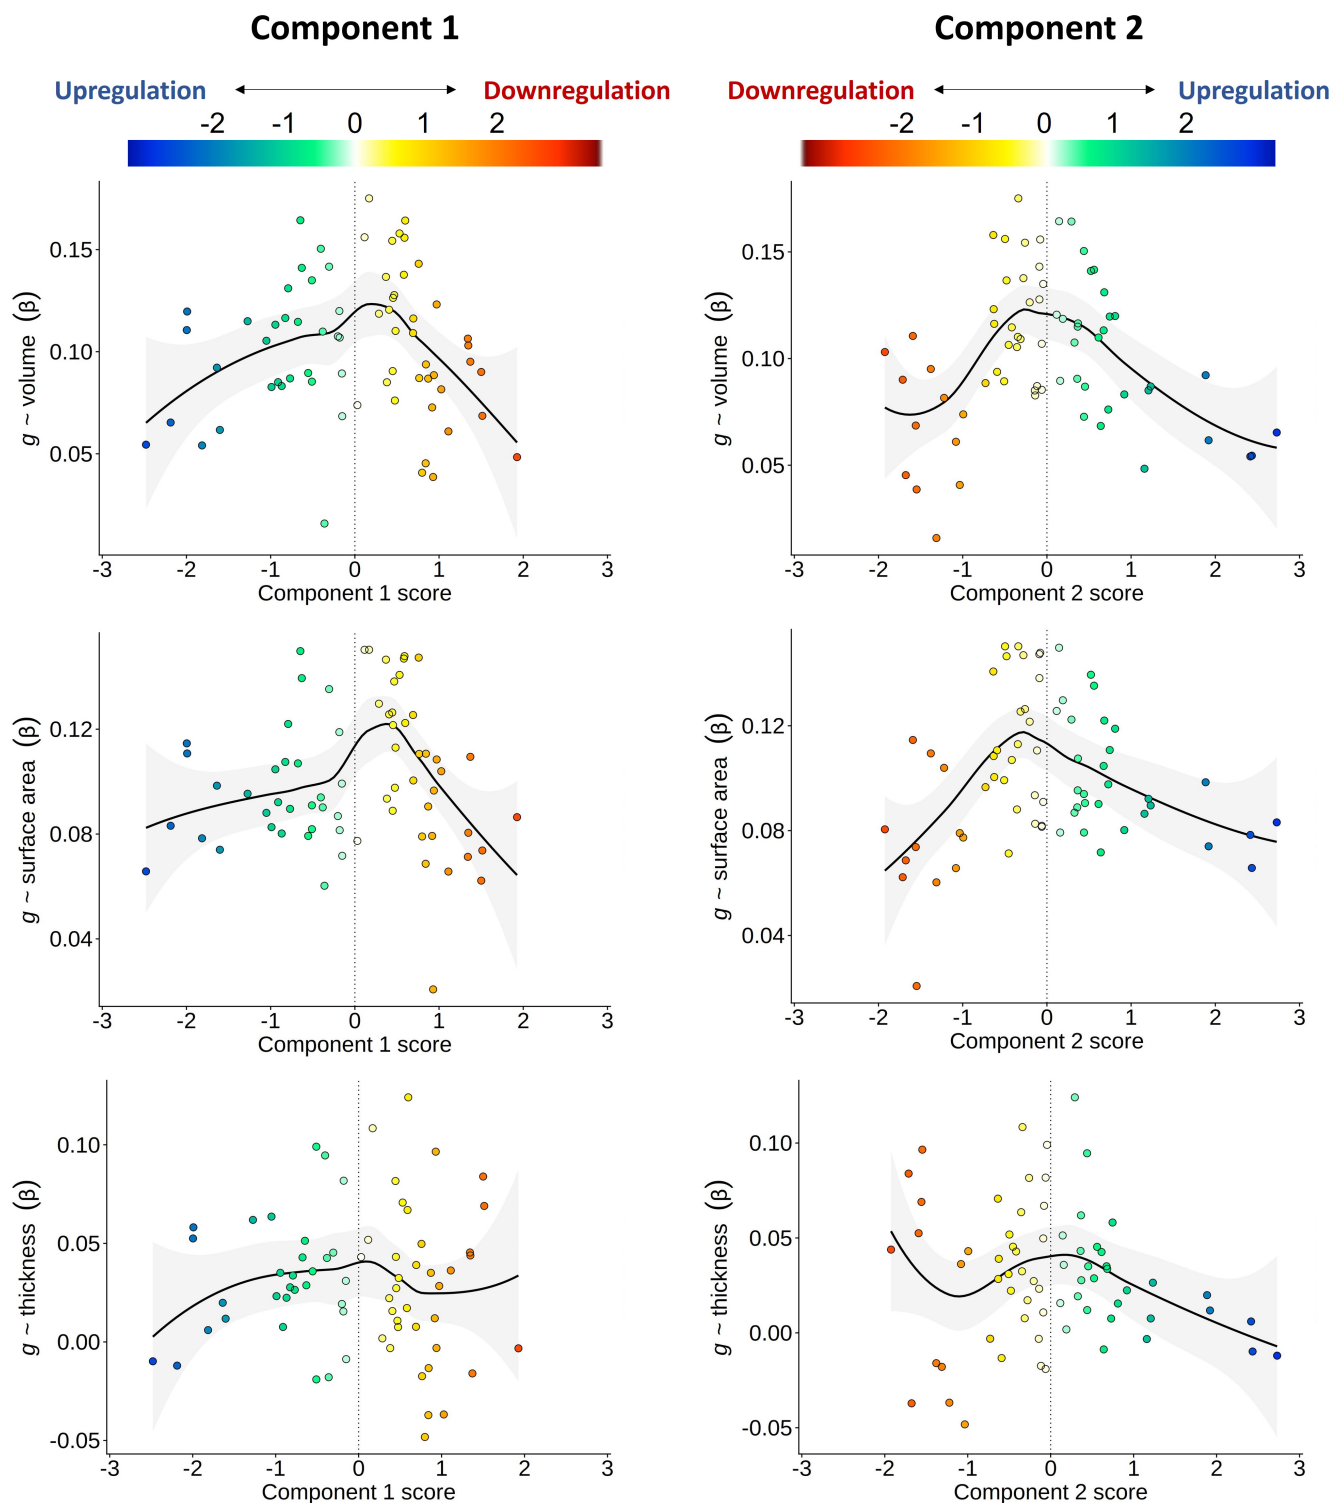 Component 1
Component 2
Upregulation
Downregulation
Downregulation
Upregulation
-2 -1 0 1 2
-2 -1 0 1 2
g ~ volume (β)
0.15
0.10
0.05
-3 -2 -1 0 1 2 3
Component 1 score
g ~ volume (β)
0.15
0.10
0.05
-3 -2 -1 0 1 2 3
Component 2 score
g ~ surface area (β)
0.12
0.08
0.04
-3 -2 -1 0 1 2 3
Component 1 score
g ~ surface area (β)
0.12
0.08
0.04
-3 -2 -1 0 1 2 3
Component 2 score
g ~ thickness (β)
0.10
0.05
0.00
-0.05
-3 -2 -1 0 1 2 3
Component 1 score
g ~ thickness (β)
0.10
0.05
0.00
-0.05
-3 -2 -1 0 1 2 3
Component 2 score